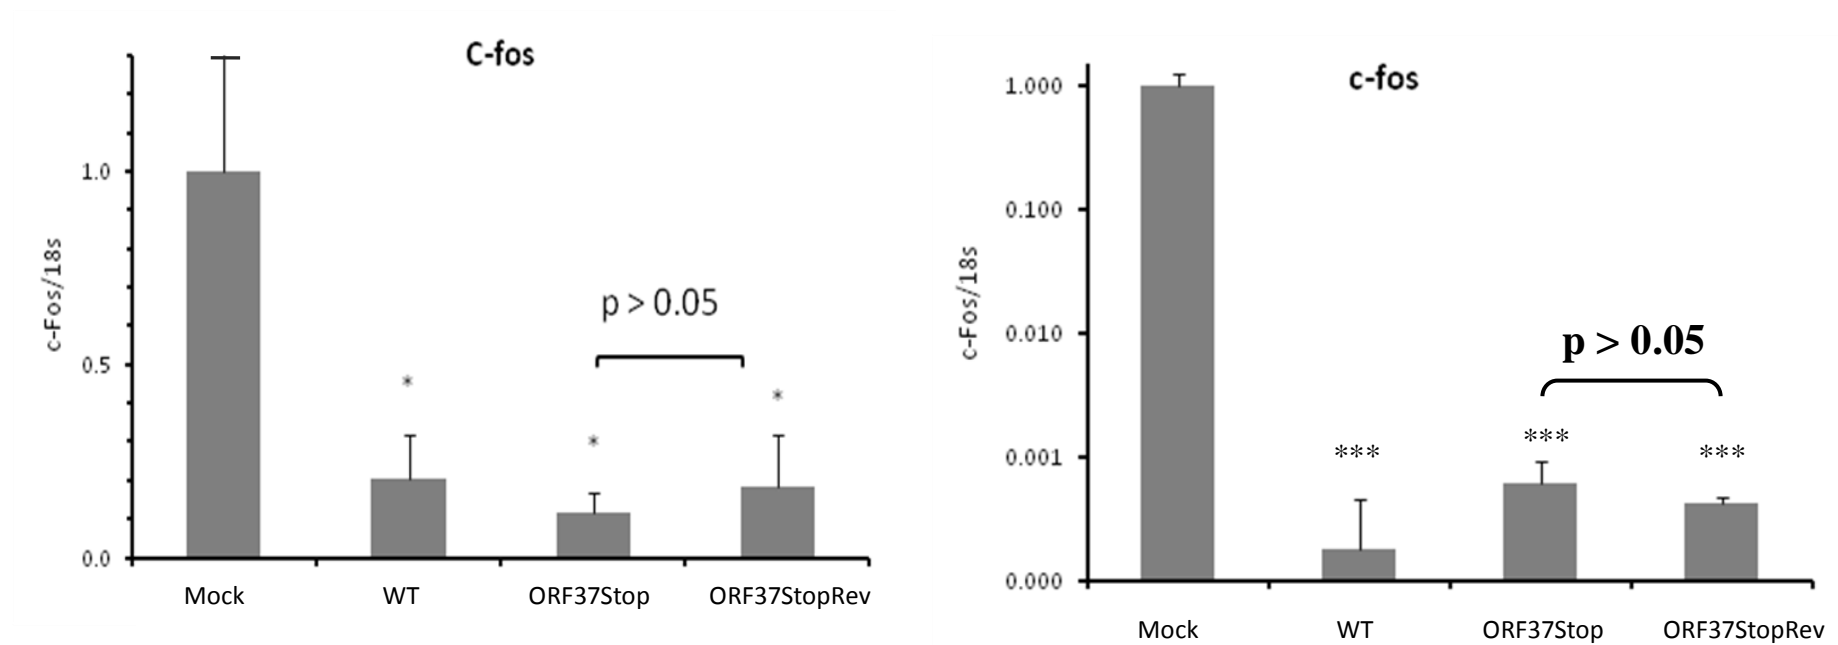 C-fos
c-Fos/18s
1.0
0.5
0.0
*
*
*
p > 0.05
Mock
WT
ORF37Stop
ORF37StopRev
c-fos
c-Fos/18s
1.000
0.100
0.010
0.001
0.000
p > 0.05
***
***
***
Mock
WT
ORF37Stop
ORF37StopRev